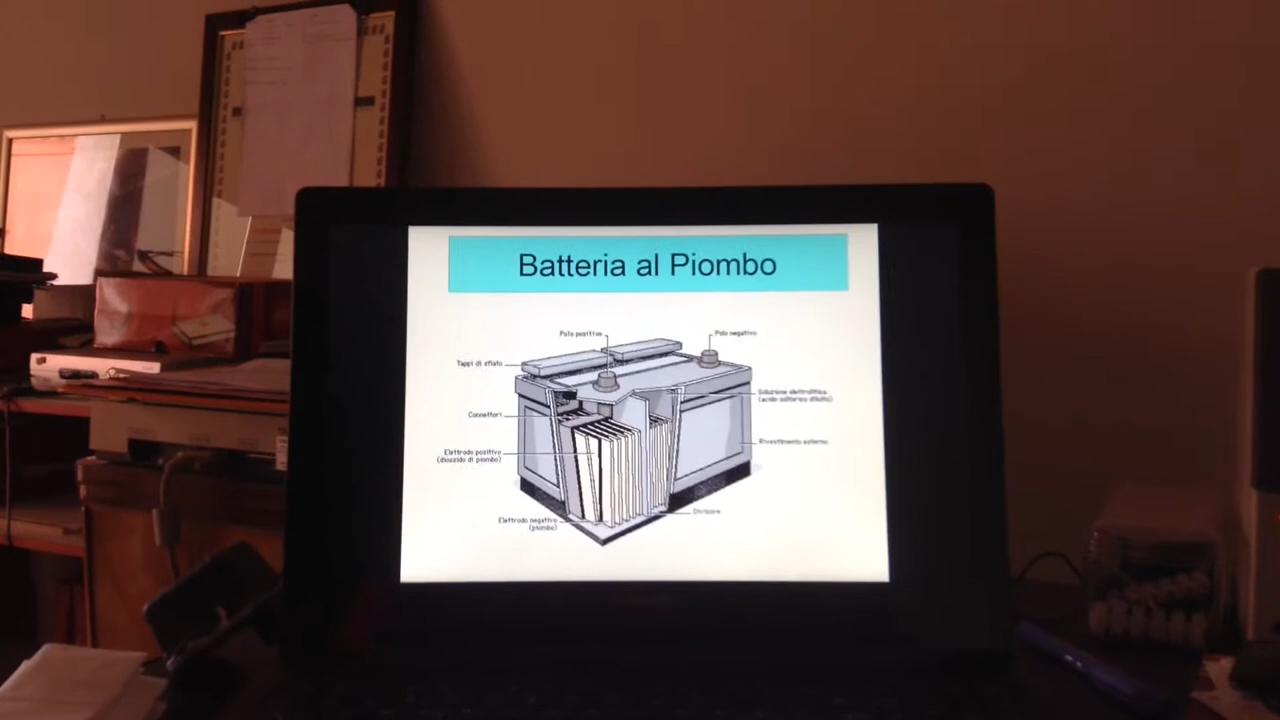 Batteria al Piombo
Polo positivo
Polo negativo
Tappi di sfiato
Soluzione elettrolitica
(acido solforico diluito)
Connettori
Rivestimento esterno
Elettrodo positivo
(diossido di piombo)
Divisore
Elettrodo negativo
(piombo)